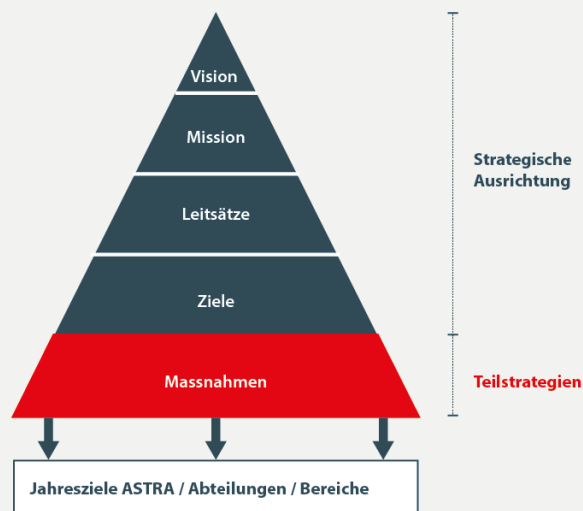 Vision
Mission
Leitsätze
Ziele
Massnahmen
Strategische
Ausrichtung
Teilstrategien
Jahresziele ASTRA / Abteilungen / Bereiche